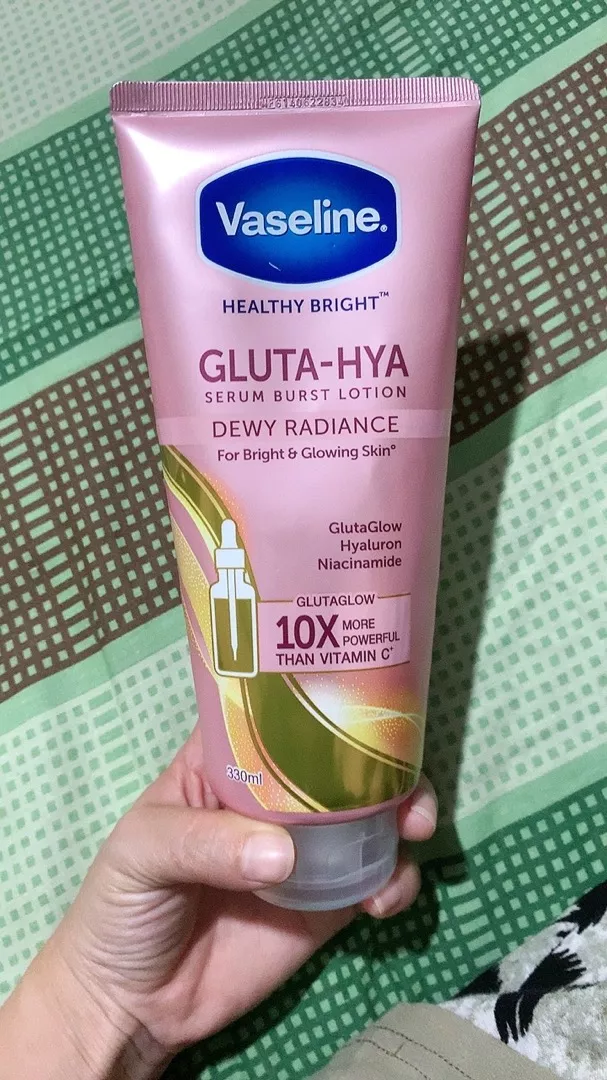 Vaseline.
HEALTHY BRIGHT™
GLUTA-HYA
SERUM BURST LOTION
DEWY RADIANCE
For Bright & Glowing Skin°
GlutaGlow
Hyaluron
Niacinamide
GLUTAGLOW
10X MORE
POWERFUL
THAN VITAMIN C*
330ml